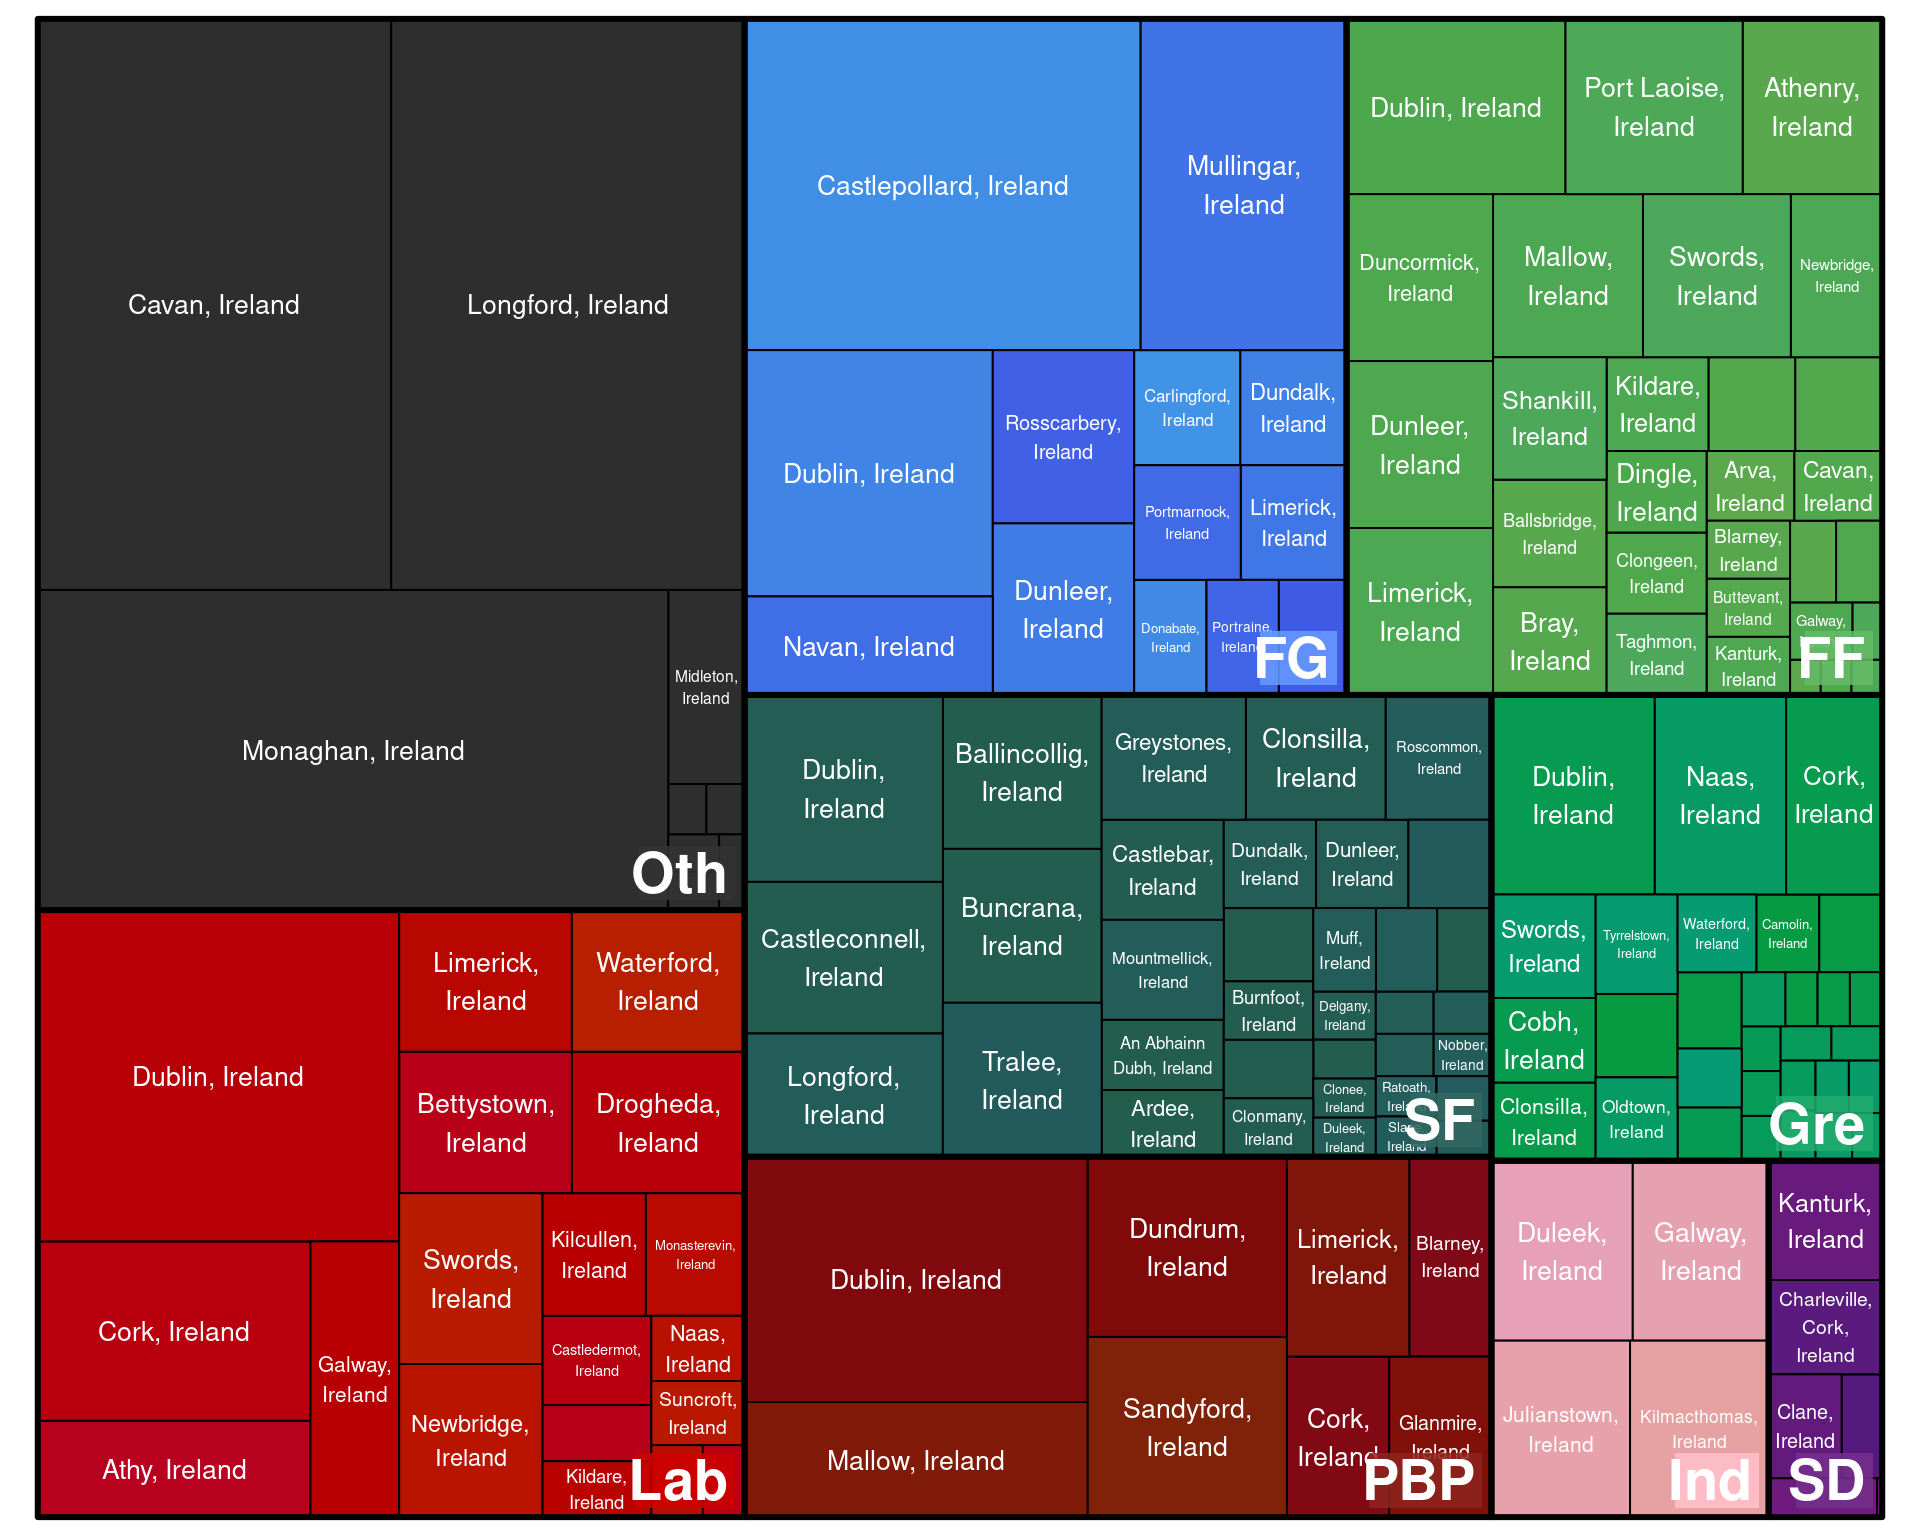 Cavan, Ireland
Longford, Ireland
Monaghan, Ireland
Midleton,
Ireland
Oth
Castlepollard, Ireland
Mullingar,
Ireland
Dublin, Ireland
Navan, Ireland
Rosscarbery,
Ireland
Dunleer,
Ireland
Carlingford,
Ireland
Dundalk,
Ireland
Portmarnock,
Ireland
Limerick,
Ireland
Donabate,
Ireland
Portraine,
Ireland
FG
Dublin, Ireland
Port Laoise,
Ireland
Athenry,
Ireland
Duncormick,
Ireland
Mallow,
Ireland
Swords,
Ireland
Newbridge,
Ireland
Dunleer,
Ireland
Limerick,
Ireland
Shankill,
Ireland
Ballsbridge,
Ireland
Bray,
Ireland
Kildare,
Ireland
Dingle,
Ireland
Clongeen,
Ireland
Taghmon,
Ireland
Arva,
Ireland
Cavan,
Ireland
Blarney,
Ireland
Buttevant,
Ireland
Kanturk,
Ireland
Galway,
FF
Dublin, Ireland
Cork, Ireland
Athy, Ireland
Galway,
Ireland
Limerick,
Ireland
Waterford,
Ireland
Bettystown,
Ireland
Drogheda,
Ireland
Swords,
Ireland
Newbridge,
Ireland
Kilcullen,
Ireland
Monasterevin,
Ireland
Castledermot,
Ireland
Naas,
Ireland
Suncroft,
Ireland
Kildare,
Ireland
Lab
Dublin,
Ireland
Castleconnell,
Ireland
Longford,
Ireland
Ballincollig,
Ireland
Buncrana,
Ireland
Tralee,
Ireland
Greystones,
Ireland
Clonsilla,
Ireland
Roscommon,
Ireland
Castlebar,
Ireland
Mountmellick,
Ireland
An Abhainn
Dubh, Ireland
Ardee,
Ireland
Dundalk,
Ireland
Dunleer,
Ireland
Burnfoot,
Ireland
Clonmany,
Ireland
Muff,
Ireland
Delgany,
Ireland
Clonee,
Ireland
Duleek,
Ireland
Nobber,
Ireland
Ratoath,
Ireland
Slane,
Ireland
SF
Dublin,
Ireland
Naas,
Ireland
Cork,
Ireland
Swords,
Ireland
Cobh,
Ireland
Clonsilla,
Ireland
Tyrrelstown,
Ireland
Oldtown,
Ireland
Waterford,
Ireland
Camolin,
Ireland
Gre
Dublin, Ireland
Mallow, Ireland
Dundrum,
Ireland
Sandyford,
Ireland
Limerick,
Ireland
Blarney,
Ireland
Cork,
Ireland
Glanmire,
Ireland
PBP
Duleek,
Ireland
Galway,
Ireland
Julianstown,
Ireland
Kilmacthomas,
Ireland
Ind
Kanturk,
Ireland
Charleville,
Cork,
Ireland
Clane,
Ireland
SD